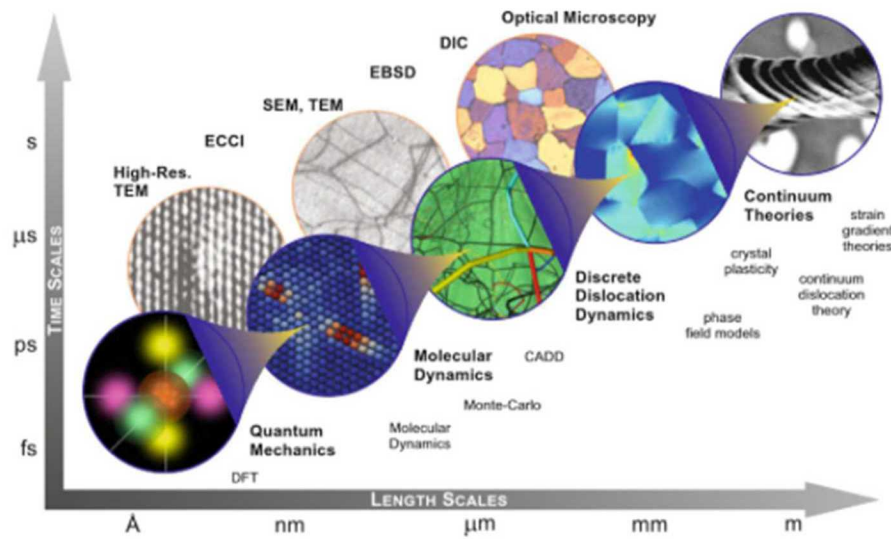 Optical Microscopy
DIC
EBSD
SEM, TEM
ECCI
High-Res.
TEM
s
µs
ps
fs
TIME SCALES
Continuum
Theories
strain
gradient
theories
crystal
plasticity
continuum
dislocation
theory
phase
field models
Discrete
Dislocation
Dynamics
CADD
Molecular
Dynamics
Monte-Carlo
Molecular
Dynamics
Quantum
Mechanics
DFT
LENGTH SCALES
Å
nm
µm
mm
m